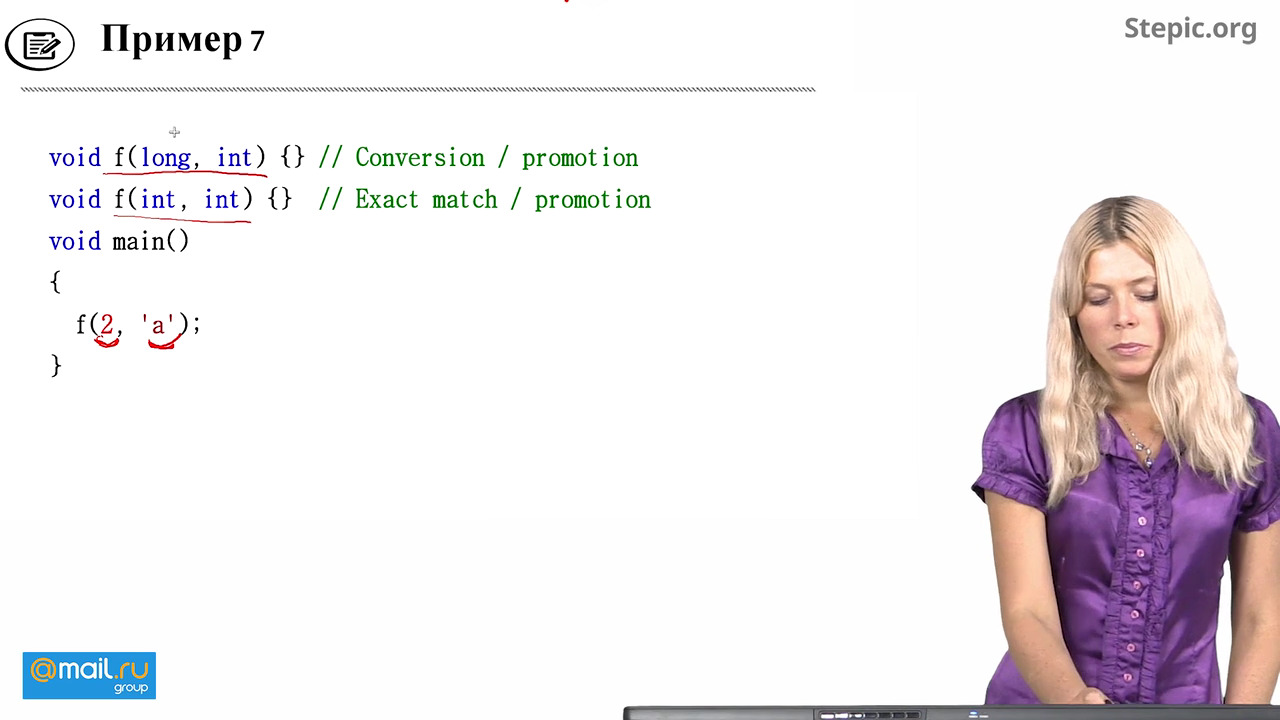 Пример 7
Stepic.org
void f(long, int) {} // Conversion / promotion
void f(int, int) {} // Exact match / promotion
void main()
{
f(2, 'a');
}
@mail.ru
group